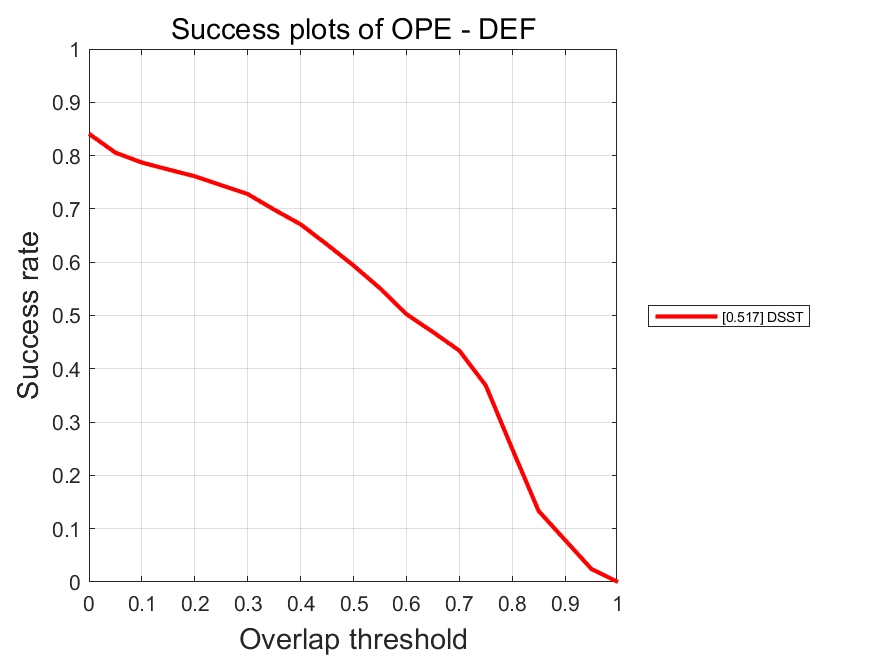 Success plots of OPE - DEF
1
0.9
0.8
0.7
0.6
0.5
0.4
0.3
0.2
0.1
0
Success rate
0 0.1 0.2 0.3 0.4 0.5 0.6 0.7 0.8 0.9 1
Overlap threshold
[0.517] DSST